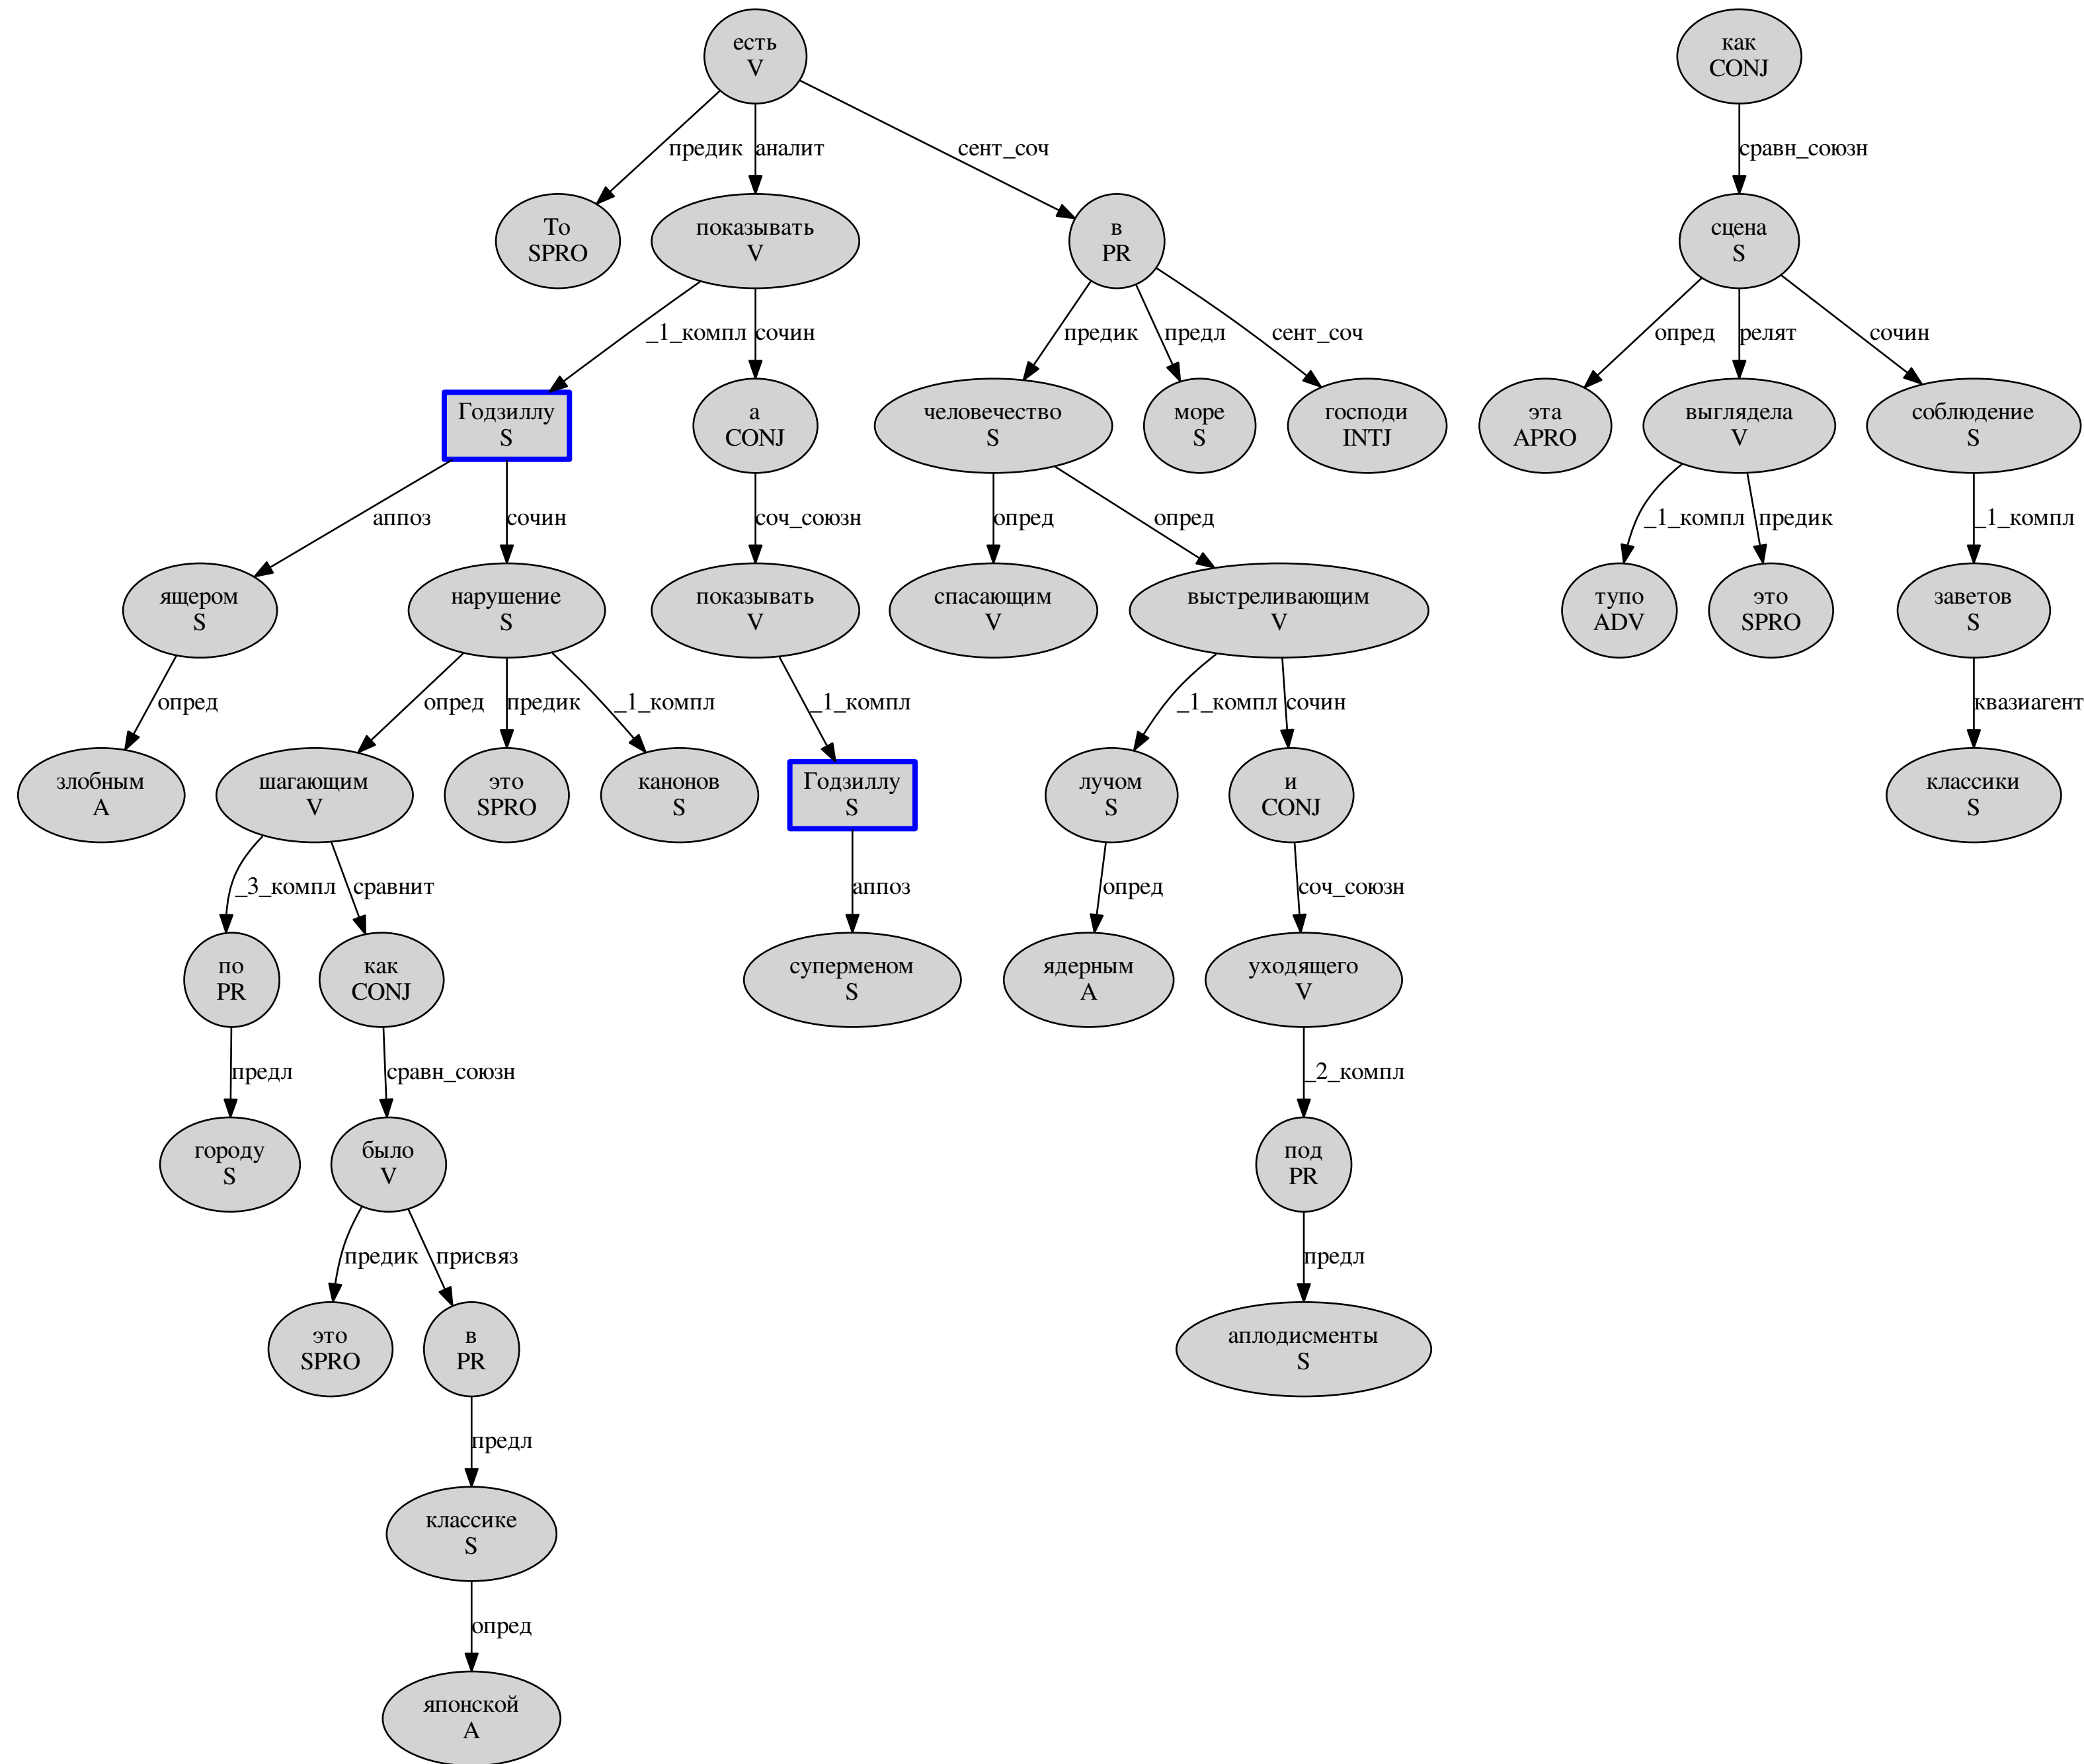 есть
V
как
CONJ
предик
аналит
сент_соч
сравн_союзн
То
SPRO
показывать
V
в
PR
сцена
S
_1_компл
сочин
предик
предл
сент_соч
опред
релят
сочин
Годзиллу
S
а
CONJ
человечество
S
море
S
господи
INTJ
эта
APRO
выглядела
V
соблюдение
S
аппоз
сочин
соч_союзн
опред
опред
_1_компл
предик
_1_компл
ящером
S
нарушение
S
показывать
V
спасающим
V
выстреливающим
V
тупо
ADV
это
SPRO
заветов
S
опред
опред
предик
_1_компл
_1_компл
_1_компл
сочин
квазиагент
злобным
A
шагающим
V
это
SPRO
канонов
S
Годзиллу
S
лучом
S
и
CONJ
классики
S
_3_компл
сравнит
аппоз
опред
соч_союзн
по
PR
как
CONJ
суперменом
S
ядерным
A
уходящего
V
предл
сравн_союзн
_2_компл
городу
S
было
V
под
PR
предик
присвяз
предл
это
SPRO
в
PR
аплодисменты
S
предл
классике
S
опред
японской
A